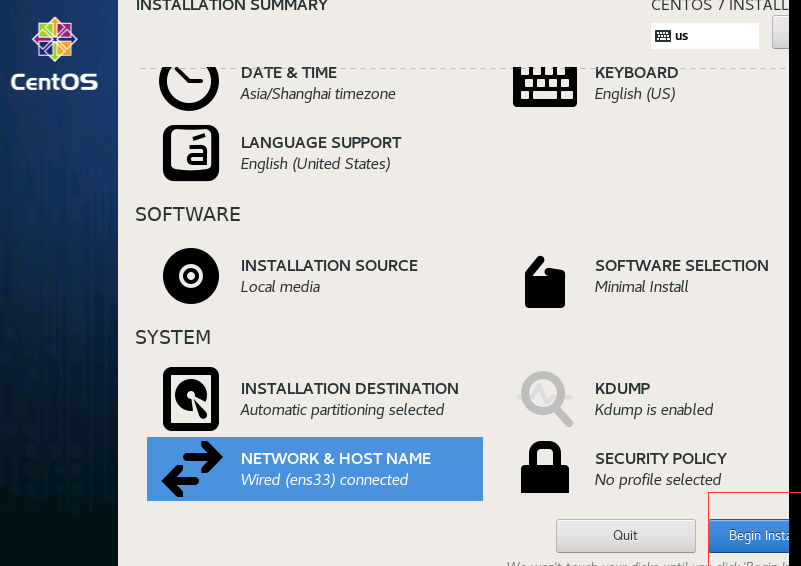 INSTALLATION SUMMARY
CENTOS 7 INSTALL
us
CentOS
DATE & TIME
Asia/Shanghai timezone
KEYBOARD
English (US)
LANGUAGE SUPPORT
English (United States)
SOFTWARE
INSTALLATION SOURCE
Local media
SOFTWARE SELECTION
Minimal Install
SYSTEM
INSTALLATION DESTINATION
Automatic partitioning selected
KDUMP
Kdump is enabled
NETWORK & HOST NAME
Wired (ens33) connected
SECURITY POLICY
No profile selected
Quit
Begin Insta
We won't touch your disks until you click 'Begin In